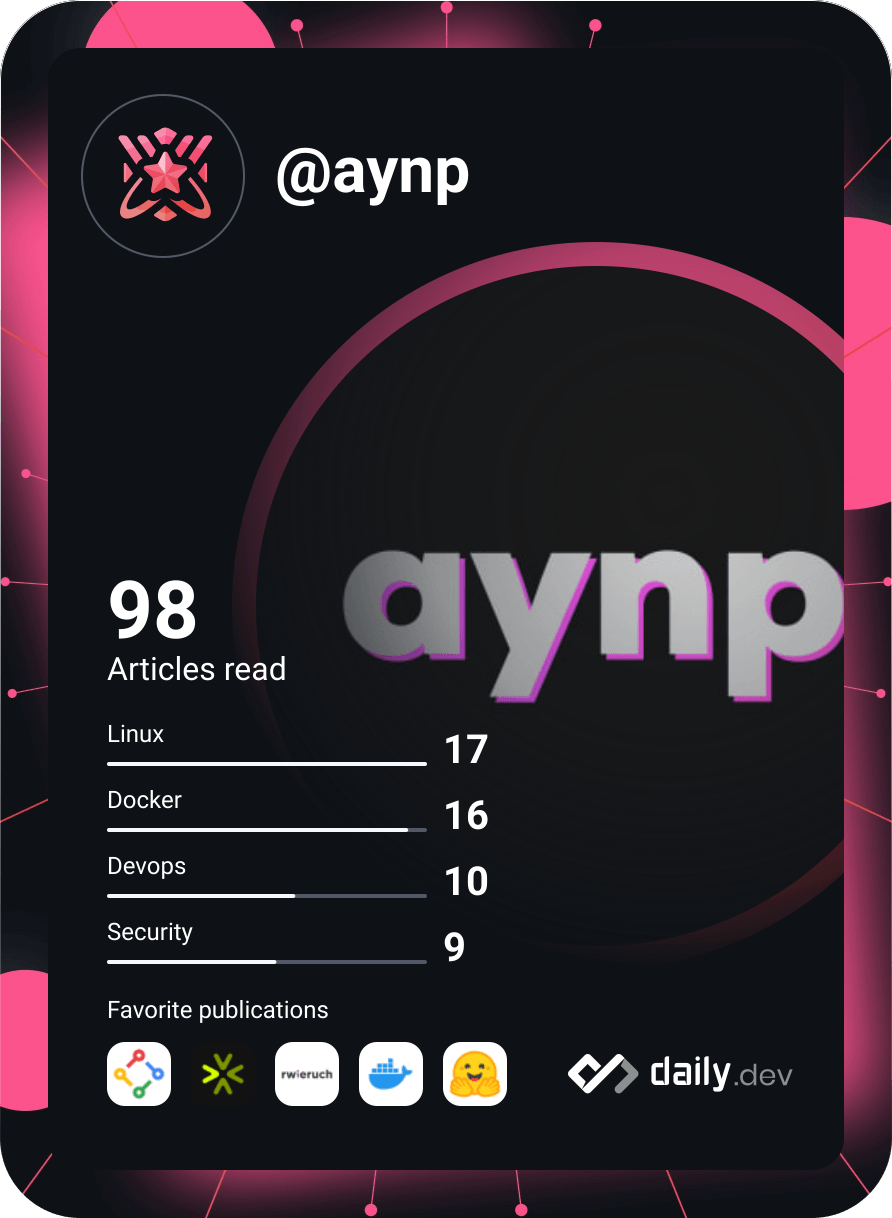 @aynp
aynp
98
Articles read
Linux
17
Docker
16
Devops
10
Security
9
Favorite publications
rwieruch
daily.dev